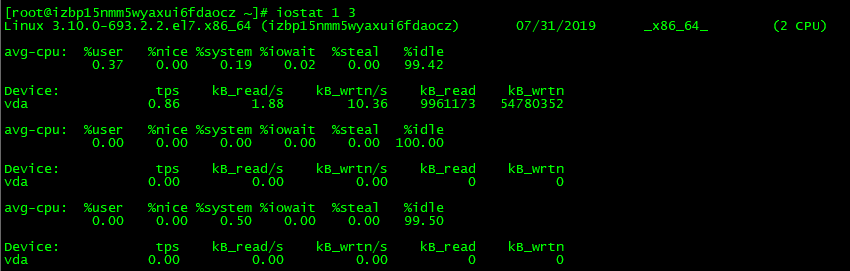 [root@izbp15nmm5wyaxui6fdaocz ~]# iostat 1 3
Linux 3.10.0-693.2.2.el7.x86_64 (izbp15nmm5wyaxui6fdaocz) 07/31/2019 _x86_64_ (2 CPU)
avg-cpu: %user %nice %system %iowait %steal %idle
0.37 0.00 0.19 0.02 0.00 99.42
Device: tps kB_read/s kB_wrtn/s kB_read kB_wrtn
vda 0.86 1.88 10.36 9961173 54780352
avg-cpu: %user %nice %system %iowait %steal %idle
0.00 0.00 0.00 0.00 0.00 100.00
Device: tps kB_read/s kB_wrtn/s kB_read kB_wrtn
vda 0.00 0.00 0.00 0 0
avg-cpu: %user %nice %system %iowait %steal %idle
0.00 0.00 0.50 0.00 0.00 99.50
Device: tps kB_read/s kB_wrtn/s kB_read kB_wrtn
vda 0.00 0.00 0.00 0 0